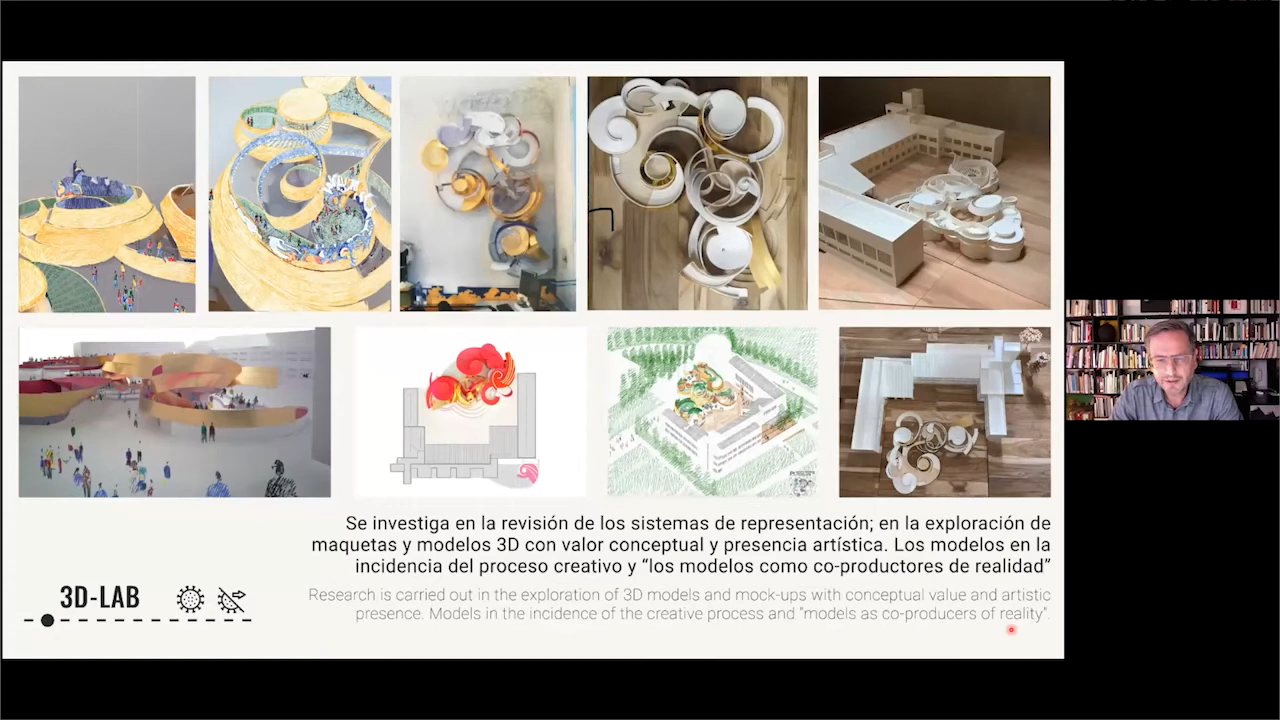 Se investiga en la revisión de los sistemas de representación; en la exploración de
maquetas y modelos 3D con valor conceptual y presencia artística. Los modelos en la
incidencia del proceso creativo y “los modelos como co-productores de realidad”
Research is carried out in the exploration of 3D models and mock-ups with conceptual value and artistic
presence. Models in the incidence of the creative process and "models as co-producers of reality".
3D-LAB